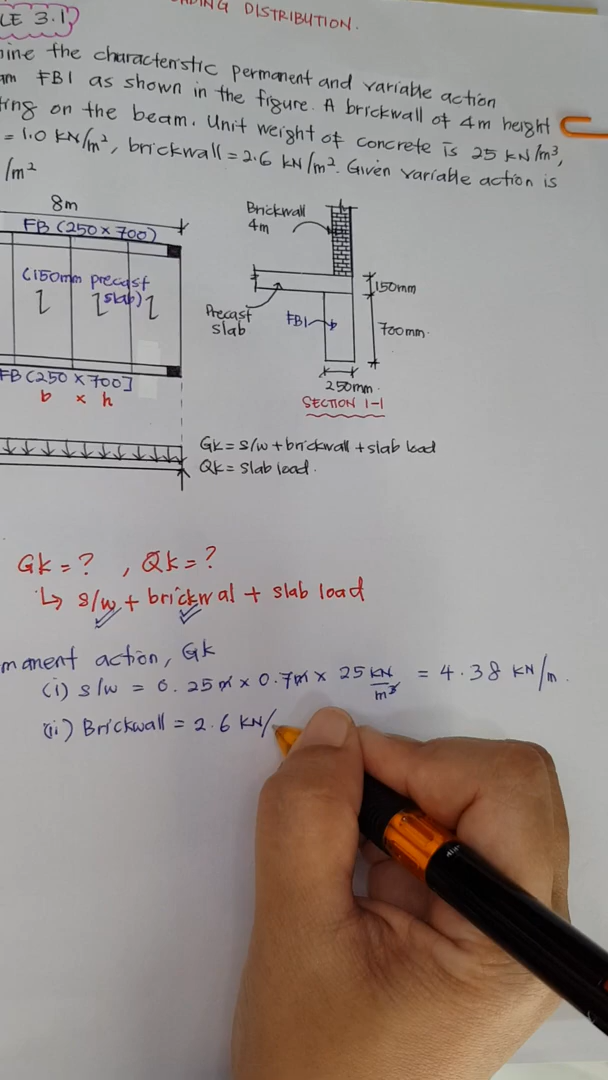 LOADING DISTRIBUTION.
LE 3.1
ine the characteristic permanent and variable action
am FB1 as shown in the figure. A brickwall of 4m height
ting on the beam. Unit weight of concrete is 25 kN/m³,
= 1.0 kN/m², brickwall = 2.6 kN/m². Given variable action is
/m²
8m
FB (250 x 700)
(150mm precast
slab)
FB (250 x 700]
b x h
Brickwall
4m
Precast
slab
FB1
150mm
700mm.
250mm.
SECTION 1-1
Gk = s/w + brickwall + slab load
Qk = slab load.
Gk = ? , Qk = ?
↳ s/w + brickwal + slab load
manent action, Gk
(i) s/w = 0.25m x 0.7m x 25 kN/m³ = 4.38 kN/m.
(ii) Brickwall = 2.6 kN/